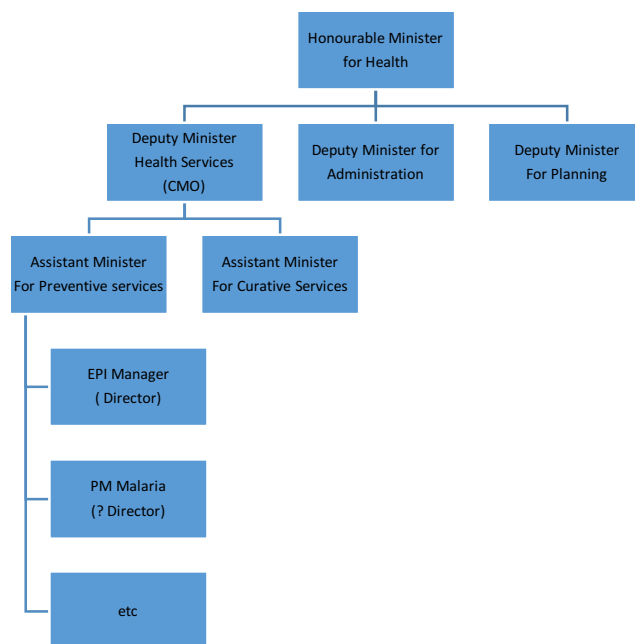 Honourable Minister
for Health
Deputy Minister
Health Services
(CMO)
Deputy Minister for
Administration
Deputy Minister
For Planning
Assistant Minister
For Preventive services
Assistant Minister
For Curative Services
EPI Manager
( Director)
PM Malaria
(? Director)
etc